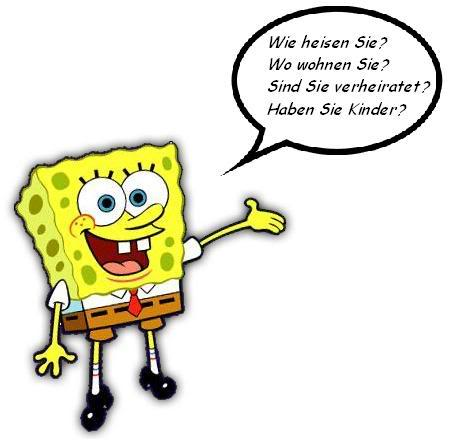 Wie heisen Sie?
Wo wohnen Sie?
Sind Sie verheiratet?
Haben Sie Kinder?